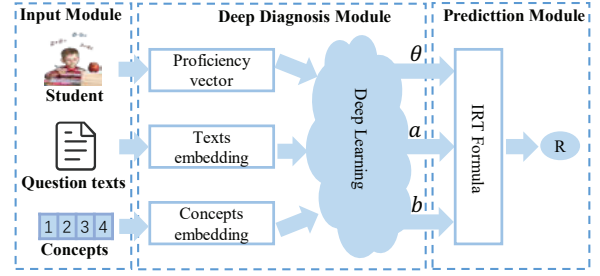 Input Module
Deep Diagnosis Module
Predicttion Module
Student
Question texts
1 2 3 4
Concepts
Proficiency
vector
Texts
embedding
Concepts
embedding
Deep Learning
θ
a
b
IRT Formula
R